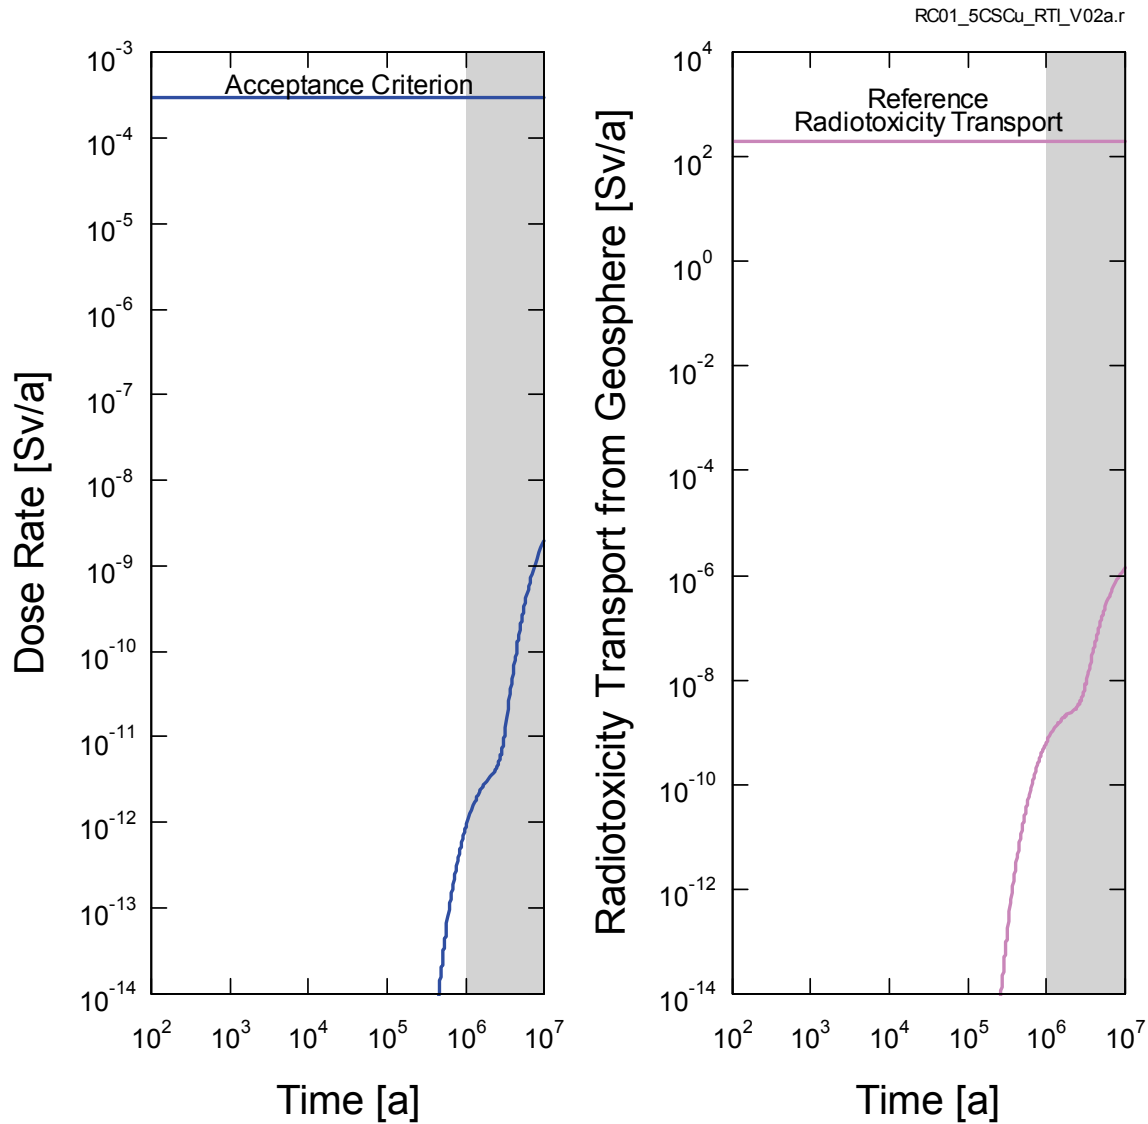 RC01_5CSCu_RTI_V02a.r
Dose Rate [Sv/a]
10⁻³
10⁻⁴
10⁻⁵
10⁻⁶
10⁻⁷
10⁻⁸
10⁻⁹
10⁻¹⁰
10⁻¹¹
10⁻¹²
10⁻¹³
10⁻¹⁴
Acceptance Criterion
10² 10³ 10⁴ 10⁵ 10⁶ 10⁷
Time [a]
Radiotoxicity Transport from Geosphere [Sv/a]
10⁴
10²
10⁰
10⁻²
10⁻⁴
10⁻⁶
10⁻⁸
10⁻¹⁰
10⁻¹²
10⁻¹⁴
Reference
Radiotoxicity Transport
10² 10³ 10⁴ 10⁵ 10⁶ 10⁷
Time [a]